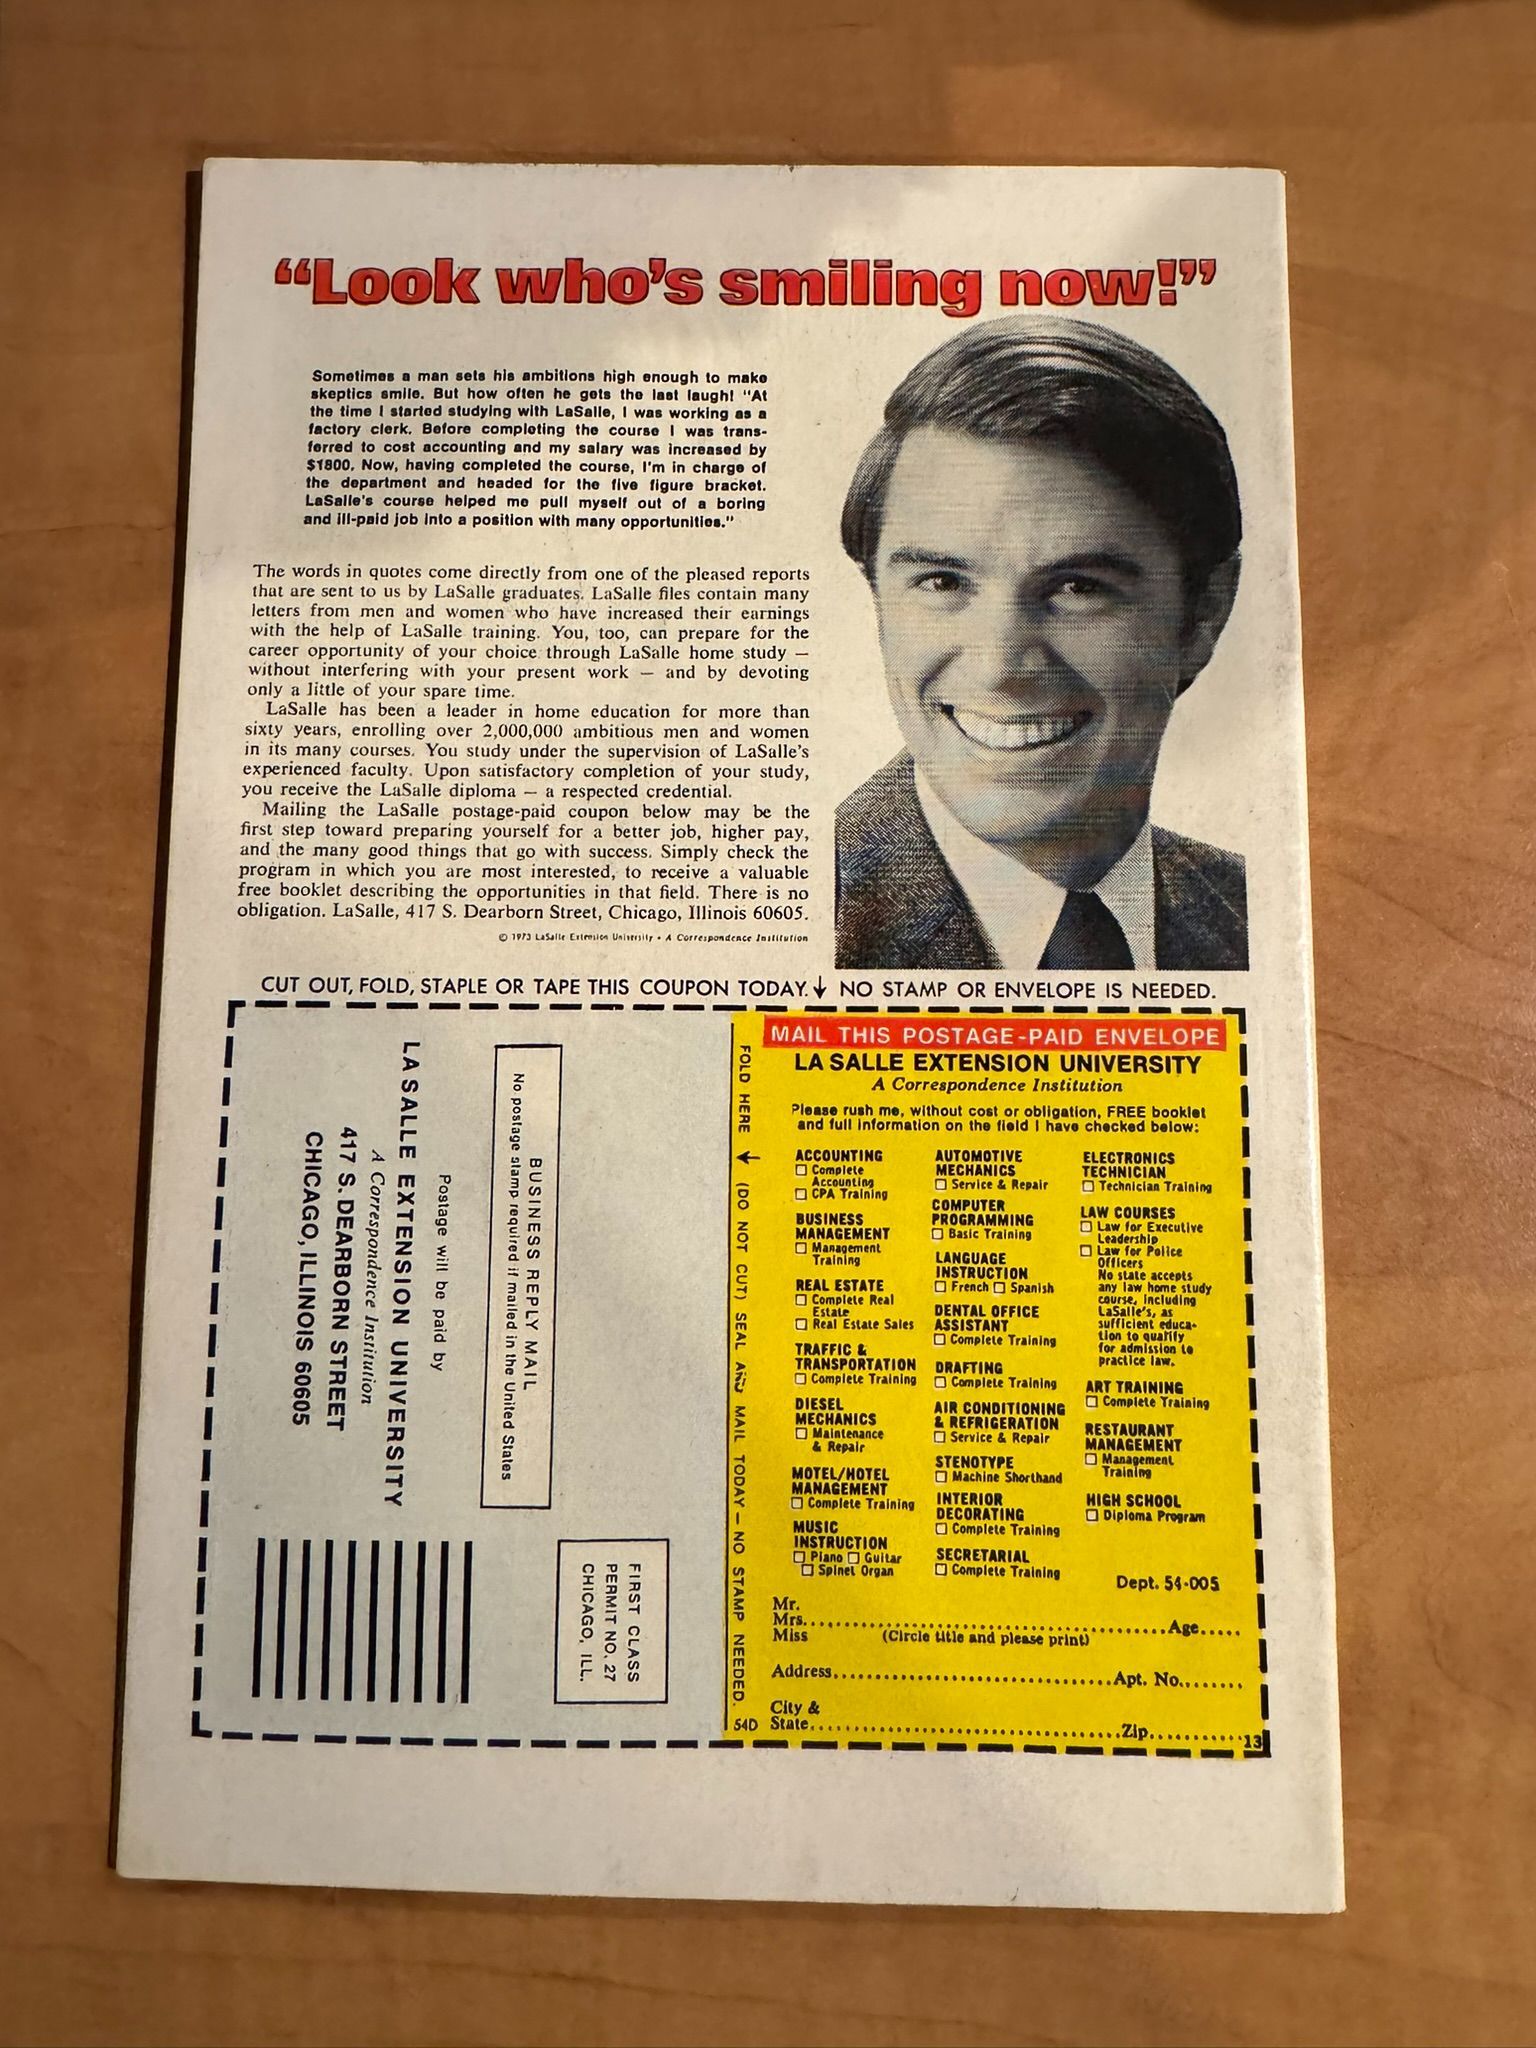 “Look who's smiling now!”
Sometimes a man sets his ambitions high enough to make
skeptics smile. But how often he gets the last laugh! "At
the time I started studying with LaSalle, I was working as a
factory clerk. Before completing the course I was trans-
ferred to cost accounting and my salary was increased by
$1800. Now, having completed the course, I'm in charge of
the department and headed for the five figure bracket.
LaSalle's course helped me pull myself out of a boring
and ill-paid job into a position with many opportunities."
The words in quotes come directly from one of the pleased reports
that are sent to us by LaSalle graduates. LaSalle files contain many
letters from men and women who have increased their earnings
with the help of LaSalle training. You, too, can prepare for the
career opportunity of your choice through LaSalle home study —
without interfering with your present work — and by devoting
only a little of your spare time.
LaSalle has been a leader in home education for more than
sixty years, enrolling over 2,000,000 ambitious men and women
in its many courses. You study under the supervision of LaSalle's
experienced faculty. Upon satisfactory completion of your study,
you receive the LaSalle diploma — a respected credential.
Mailing the LaSalle postage-paid coupon below may be the
first step toward preparing yourself for a better job, higher pay,
and the many good things that go with success. Simply check the
program in which you are most interested, to receive a valuable
free booklet describing the opportunities in that field. There is no
obligation. LaSalle, 417 S. Dearborn Street, Chicago, Illinois 60605.
© 1973 LaSalle Extension University • A Correspondence Institution
CUT OUT, FOLD, STAPLE OR TAPE THIS COUPON TODAY. ↓ NO STAMP OR ENVELOPE IS NEEDED.
FIRST CLASS
PERMIT NO. 27
CHICAGO, ILL.
BUSINESS REPLY MAIL
No postage stamp required if mailed in the United States
Postage will be paid by
LA SALLE EXTENSION UNIVERSITY
A Correspondence Institution
417 S. DEARBORN STREET
CHICAGO, ILLINOIS 60605
FOLD HERE → (DO NOT CUT) SEAL AND MAIL TODAY — NO STAMP NEEDED.
54D
MAIL THIS POSTAGE-PAID ENVELOPE
LA SALLE EXTENSION UNIVERSITY
A Correspondence Institution
Please rush me, without cost or obligation, FREE booklet
and full information on the field I have checked below:
ACCOUNTING
☐ Complete
Accounting
☐ CPA Training
BUSINESS
MANAGEMENT
☐ Management
Training
REAL ESTATE
☐ Complete Real
Estate
☐ Real Estate Sales
TRAFFIC &
TRANSPORTATION
☐ Complete Training
DIESEL
MECHANICS
☐ Maintenance
& Repair
MOTEL/HOTEL
MANAGEMENT
☐ Complete Training
MUSIC
INSTRUCTION
☐ Piano ☐ Guitar
☐ Spinet Organ
AUTOMOTIVE
MECHANICS
☐ Service & Repair
COMPUTER
PROGRAMMING
☐ Basic Training
LANGUAGE
INSTRUCTION
☐ French ☐ Spanish
DENTAL OFFICE
ASSISTANT
☐ Complete Training
DRAFTING
☐ Complete Training
AIR CONDITIONING
& REFRIGERATION
☐ Service & Repair
STENOTYPE
☐ Machine Shorthand
INTERIOR
DECORATING
☐ Complete Training
SECRETARIAL
☐ Complete Training
ELECTRONICS
TECHNICIAN
☐ Technician Training
LAW COURSES
☐ Law for Executive
Leadership
☐ Law for Police
Officers
No state accepts
any law home study
course, including
LaSalle's, as
sufficient educa-
tion to qualify
for admission to
practice law.
ART TRAINING
☐ Complete Training
RESTAURANT
MANAGEMENT
☐ Management
Training
HIGH SCHOOL
☐ Diploma Program
Dept. 54-005
Mr.
Mrs. Age
Miss (Circle title and please print)
Address Apt. No.
City &
State Zip
13